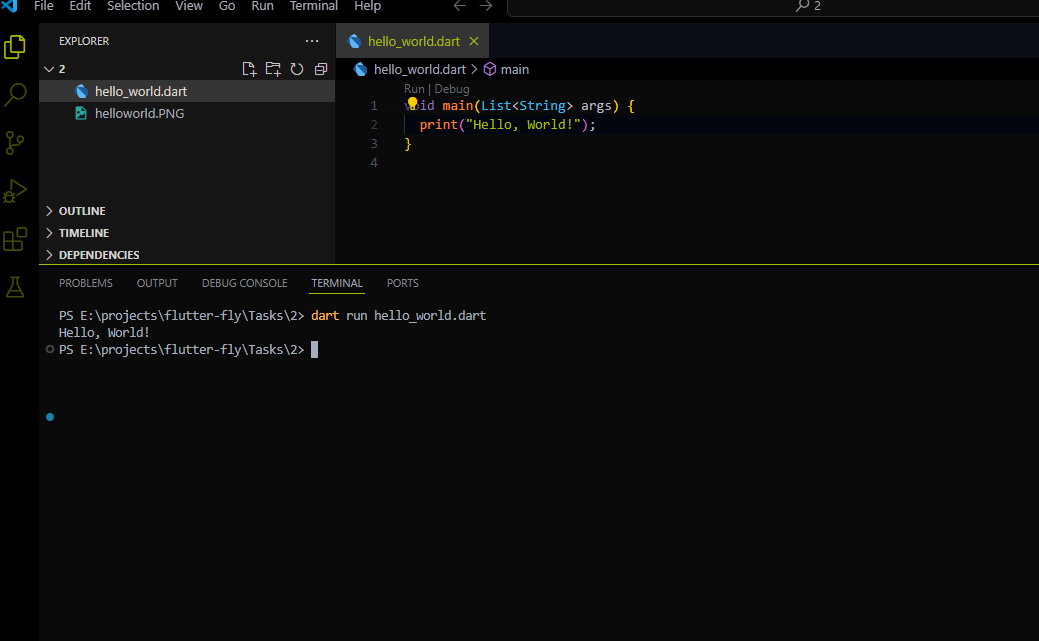 File Edit Selection View Go Run Terminal Help
2
EXPLORER
2
hello_world.dart
helloworld.PNG
OUTLINE
TIMELINE
DEPENDENCIES
hello_world.dart
hello_world.dart > main
Run | Debug
1 void main(List<String> args) {
2 print("Hello, World!");
3 }
4
PROBLEMS OUTPUT DEBUG CONSOLE TERMINAL PORTS
PS E:\projects\flutter-fly\Tasks\2> dart run hello_world.dart
Hello, World!
PS E:\projects\flutter-fly\Tasks\2>